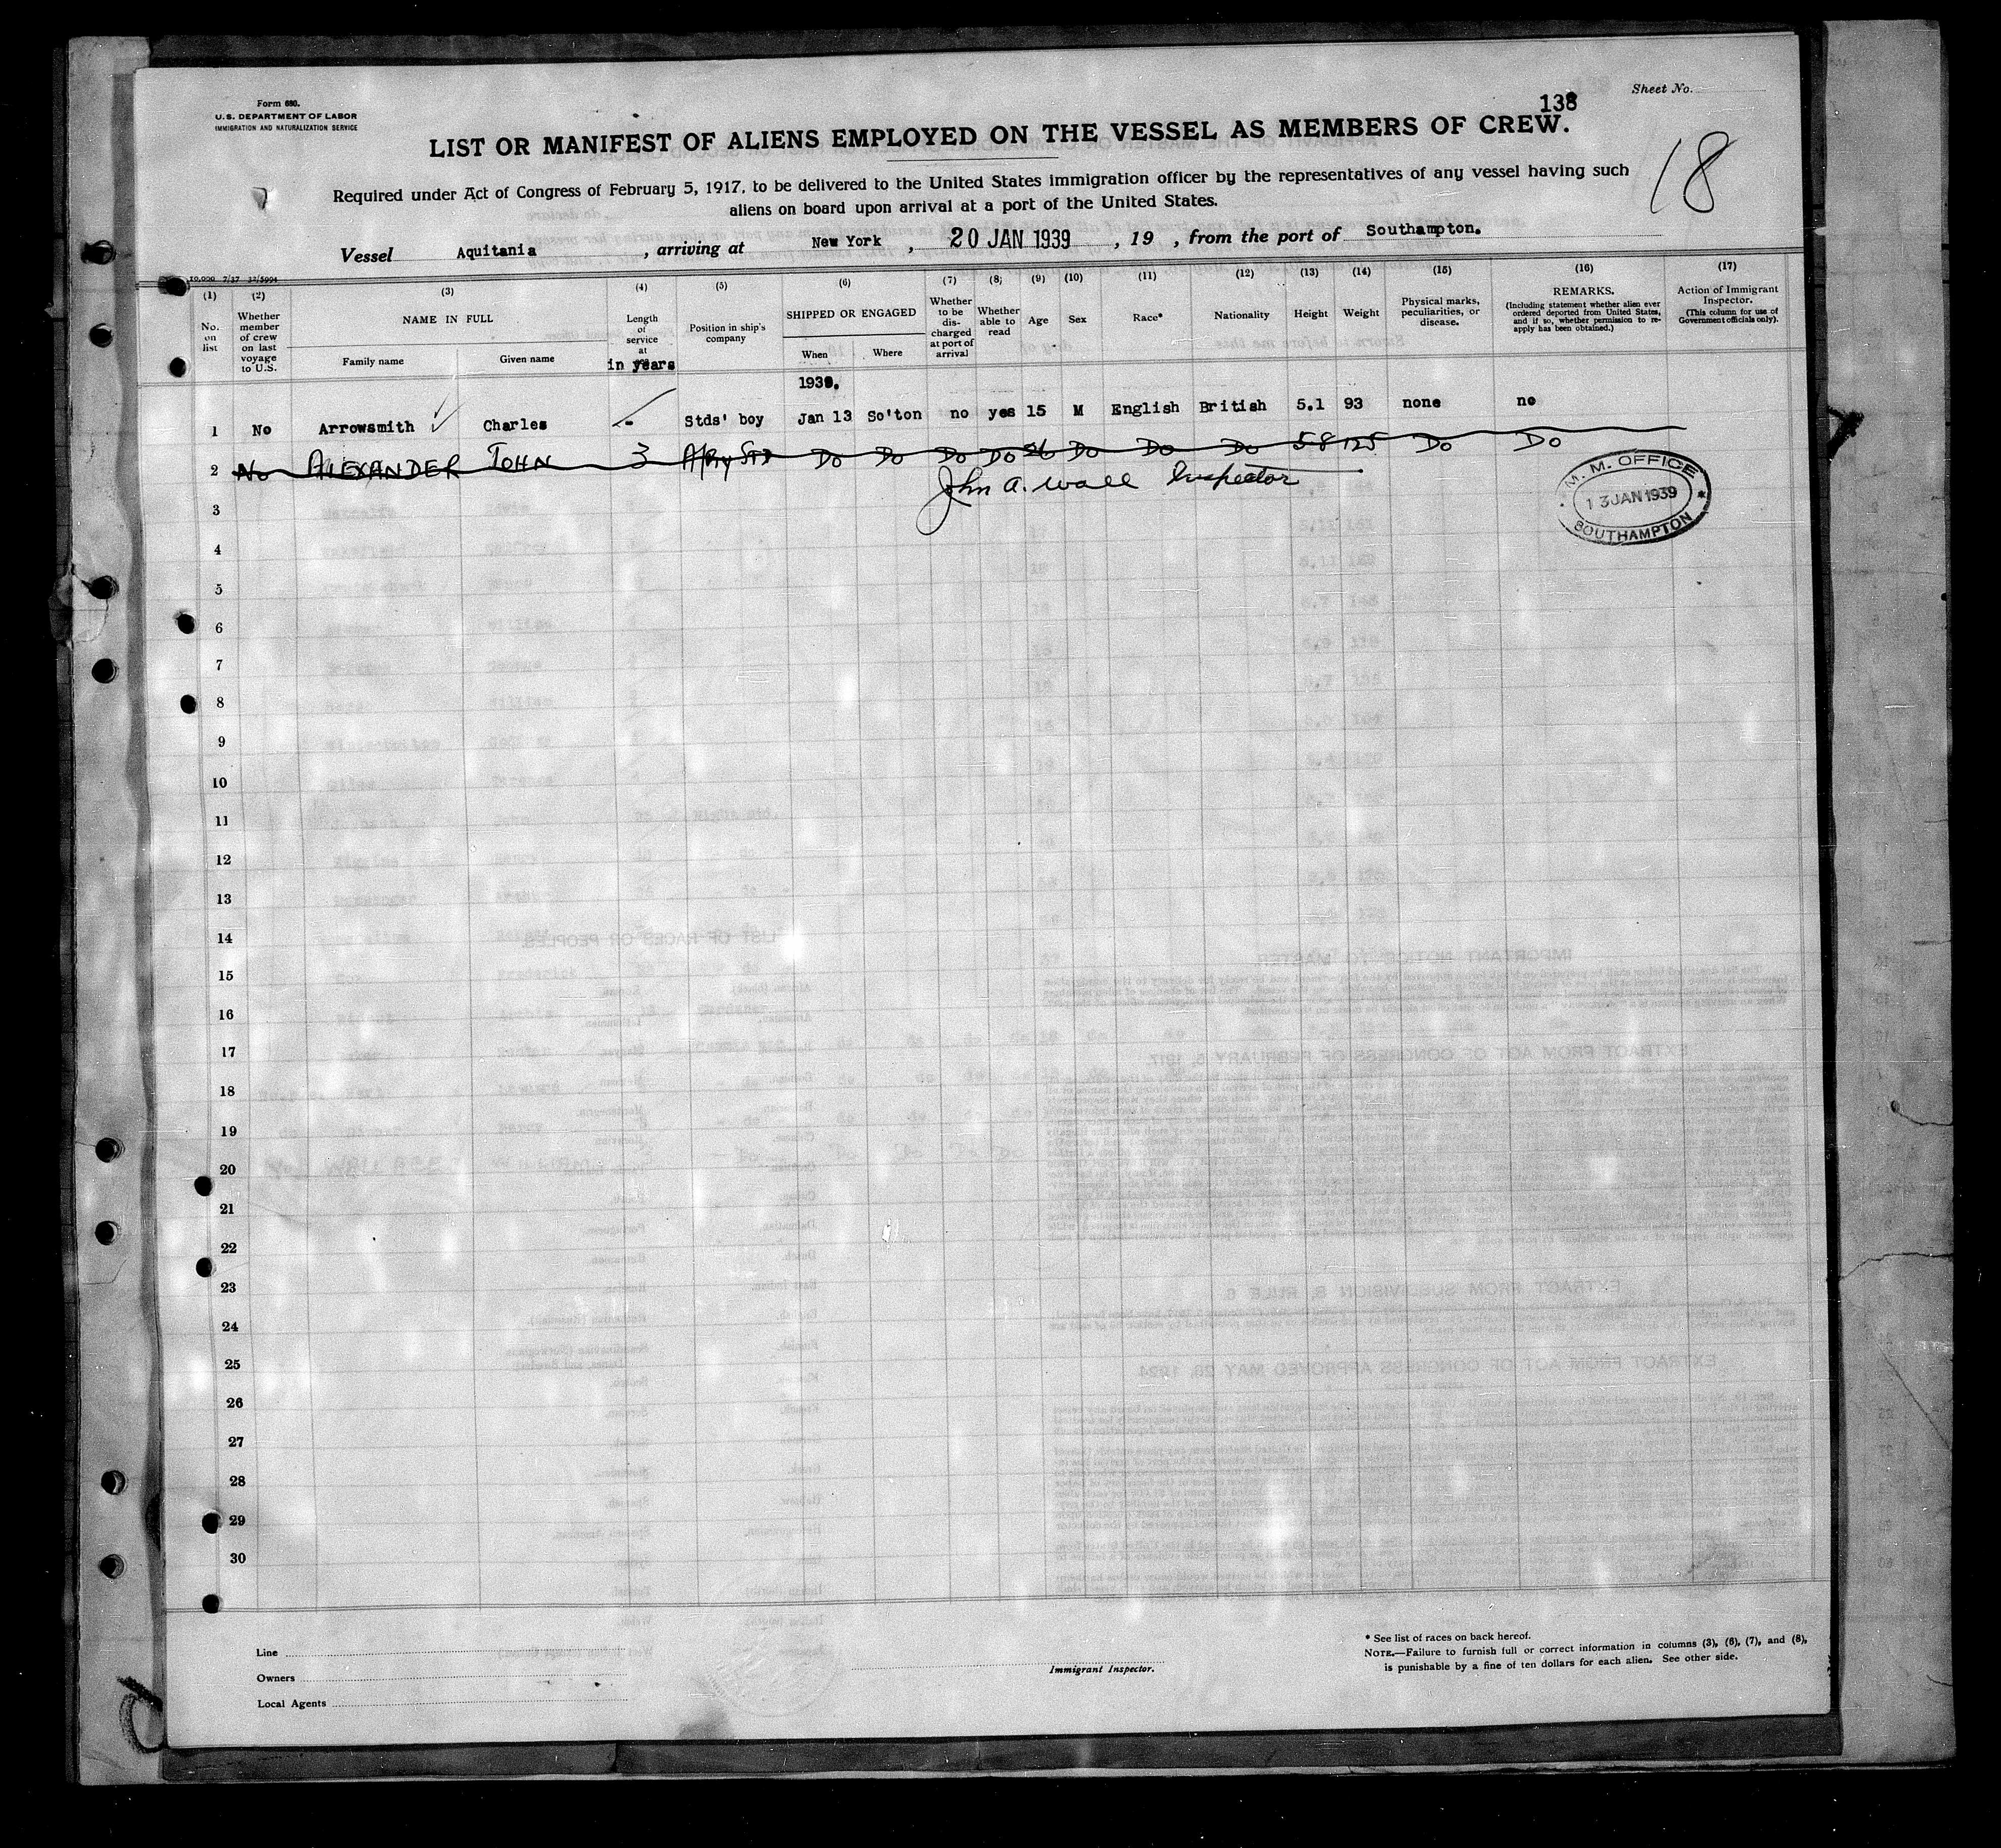 Form 680.
U.S. DEPARTMENT OF LABOR
IMMIGRATION AND NATURALIZATION SERVICE
Sheet No.
138
18
LIST OR MANIFEST OF ALIENS EMPLOYED ON THE VESSEL AS MEMBERS OF CREW.
Required under Act of Congress of February 5, 1917, to be delivered to the United States immigration officer by the representatives of any vessel having such
aliens on board upon arrival at a port of the United States.
Vessel Aquitania, arriving at New York, 20 JAN 1939, 19 , from the port of Southampton.
10,000 7/37 32/5994
(1) (2) (3) (4) (5) (6) (7) (8) (9) (10) (11) (12) (13) (14) (15) (16) (17)
No. on list
Whether member of crew on last voyage to U.S.
NAME IN FULL
Family name
Given name
Length of service at
in years
Position in ship's company
SHIPPED OR ENGAGED
When
Where
Whether to be discharged at port of arrival
Whether able to read
Age
Sex
Race*
Nationality
Height
Weight
Physical marks, peculiarities, or disease.
REMARKS.
(Including statement whether alien ever ordered deported from United States, and if so, whether permission to reapply has been obtained.)
Action of Immigrant Inspector.
(This column for use of Government officials only).
1939.
1 No Arrowsmith Charles - Stds' boy Jan 13 So'ton no yes 15 M English British 5.1 93 none no
2 No ALEXANDER JOHN 3 A/Pry Std Do Do Do Do 26 Do Do Do 5 8 125 Do Do
John A. Wall Inspector
M. M. OFFICE
13 JAN 1939
SOUTHAMPTON
3
4
5
6
7
8
9
10
11
12
13
14
15
16
17
18
19
20
21
22
23
24
25
26
27
28
29
30
Line
Owners
Local Agents
Immigrant Inspector.
* See list of races on back hereof.
NOTE.—Failure to furnish full or correct information in columns (3), (6), (7), and (8),
is punishable by a fine of ten dollars for each alien. See other side.